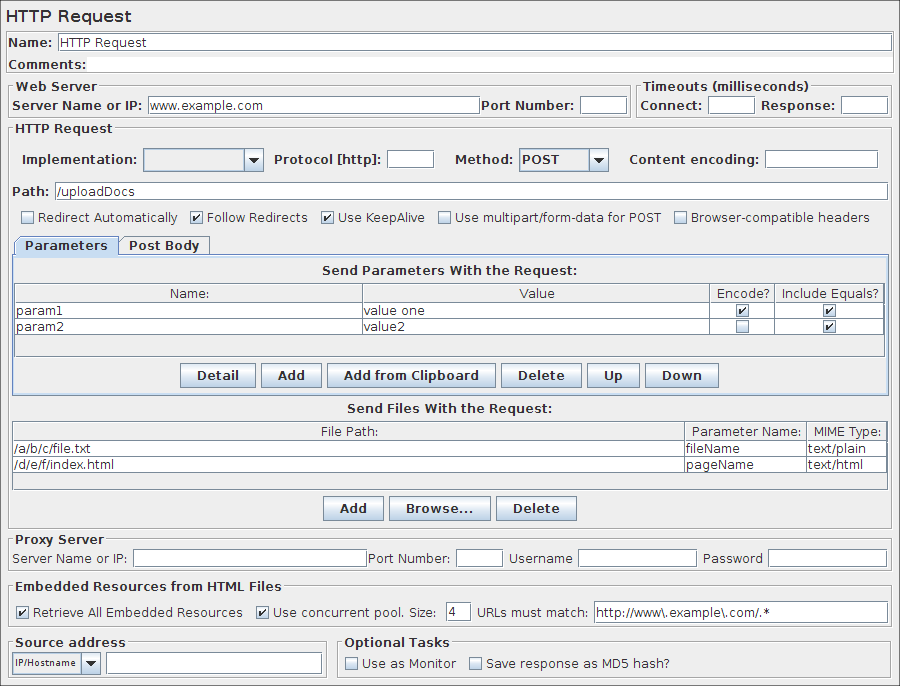 HTTP Request
Name: HTTP Request
Comments:
Web Server Timeouts (milliseconds)
Server Name or IP: www.example.com Port Number: Connect: Response:
HTTP Request
Implementation: Protocol [http]: Method: POST Content encoding:
Path: /uploadDocs
Redirect Automatically Follow Redirects Use KeepAlive Use multipart/form-data for POST Browser-compatible headers
Parameters Post Body
Send Parameters With the Request:
Name: Value Encode? Include Equals?
param1 value one
param2 value2
Detail Add Add from Clipboard Delete Up Down
Send Files With the Request:
File Path: Parameter Name: MIME Type:
/a/b/c/file.txt fileName text/plain
/d/e/f/index.html pageName text/html
Add Browse... Delete
Proxy Server
Server Name or IP: Port Number: Username Password
Embedded Resources from HTML Files
Retrieve All Embedded Resources Use concurrent pool. Size: 4 URLs must match: http://www\.example\.com/.*
Source address Optional Tasks
IP/Hostname Use as Monitor Save response as MD5 hash?